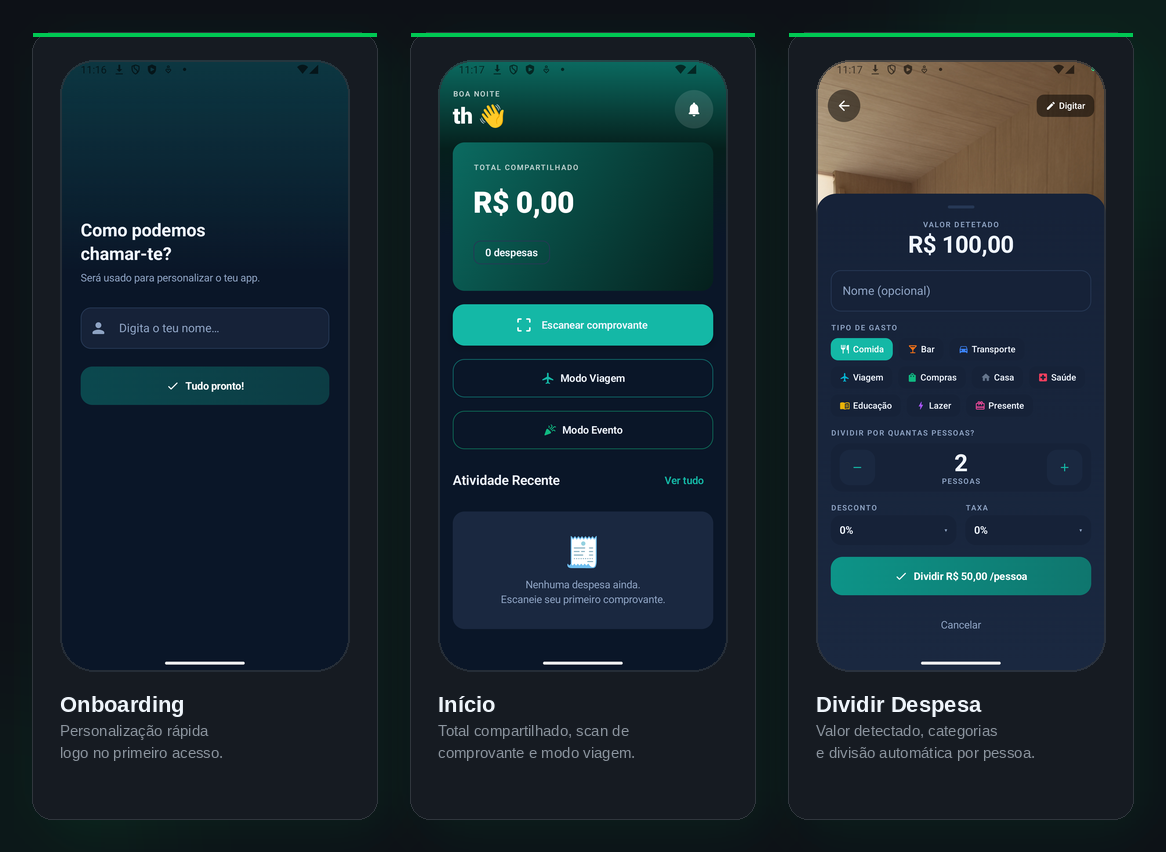 11:16
Como podemos
chamar-te?
Será usado para personalizar o teu app.
Digita o teu nome...
Tudo pronto!
Onboarding
Personalização rápida
logo no primeiro acesso.
11:17
BOA NOITE
th 👋
TOTAL COMPARTILHADO
R$ 0,00
0 despesas
Escanear comprovante
Modo Viagem
Modo Evento
Atividade Recente
Ver tudo
Nenhuma despesa ainda.
Escaneie seu primeiro comprovante.
Início
Total compartilhado, scan de
comprovante e modo viagem.
11:17
Digitar
VALOR DETETADO
R$ 100,00
Nome (opcional)
TIPO DE GASTO
Comida Bar Transporte
Viagem Compras Casa Saúde
Educação Lazer Presente
DIVIDIR POR QUANTAS PESSOAS?
− 2 +
PESSOAS
DESCONTO TAXA
0% 0%
Dividir R$ 50,00 /pessoa
Cancelar
Dividir Despesa
Valor detectado, categorias
e divisão automática por pessoa.